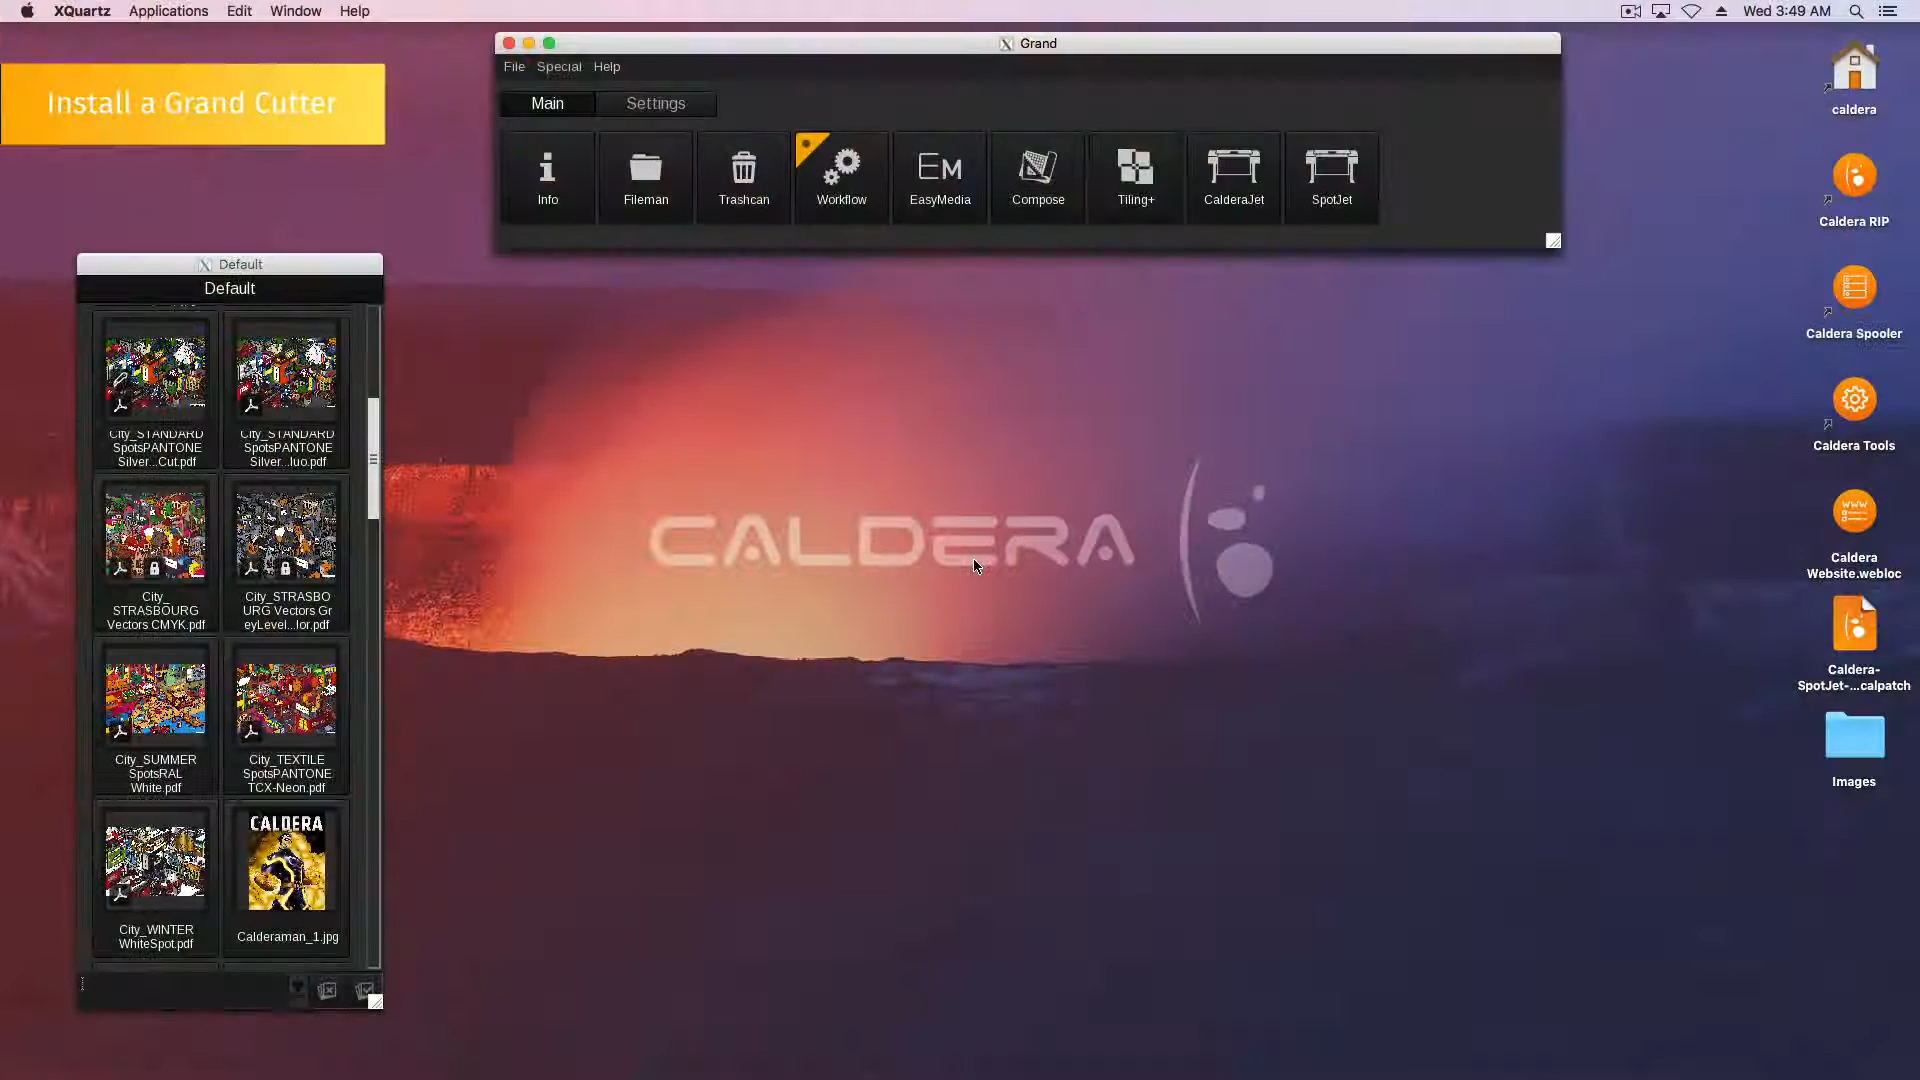 XQuartz Applications Edit Window Help Wed 3:49 AM
Install a Grand Cutter
X Grand
File Special Help
Main Settings
Info Fileman Trashcan Workflow EasyMedia Compose Tiling+ CalderaJet SpotJet
EM
caldera
Caldera RIP
Caldera Spooler
Caldera Tools
www
Caldera
Website.webloc
Caldera-
SpotJet-...calpatch
Images
X Default
Default
City_STANDARD
SpotsPANTONE
Silver...Cut.pdf
City_STANDARD
SpotsPANTONE
Silver...luo.pdf
City_
STRASBOURG
Vectors CMYK.pdf
City_STRASBO
URG Vectors Gr
eyLevel...lor.pdf
City_SUMMER
SpotsRAL
White.pdf
City_TEXTILE
SpotsPANTONE
TCX-Neon.pdf
City_WINTER
WhiteSpot.pdf
CALDERA
Calderaman_1.jpg
CALDERA